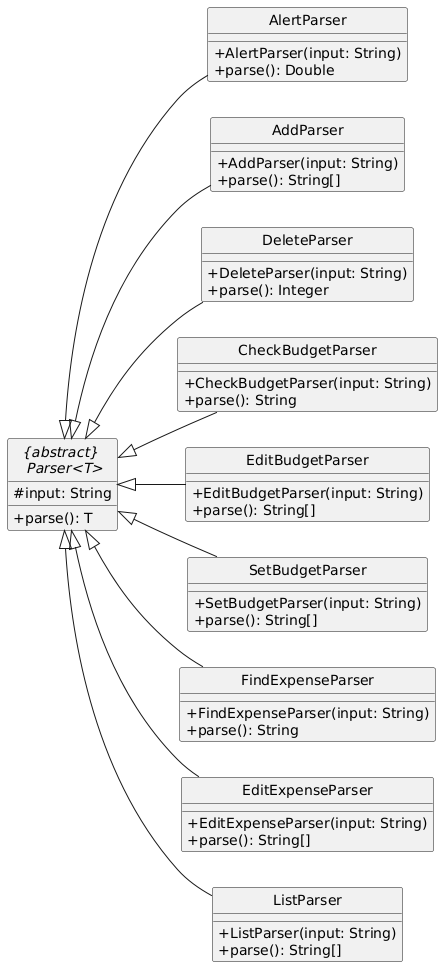 AlertParser
+AlertParser(input: String)
+parse(): Double
AddParser
+AddParser(input: String)
+parse(): String[]
DeleteParser
+DeleteParser(input: String)
+parse(): Integer
CheckBudgetParser
+CheckBudgetParser(input: String)
+parse(): String
{abstract}
Parser<T>
#input: String
+parse(): T
EditBudgetParser
+EditBudgetParser(input: String)
+parse(): String[]
SetBudgetParser
+SetBudgetParser(input: String)
+parse(): String[]
FindExpenseParser
+FindExpenseParser(input: String)
+parse(): String
EditExpenseParser
+EditExpenseParser(input: String)
+parse(): String[]
ListParser
+ListParser(input: String)
+parse(): String[]